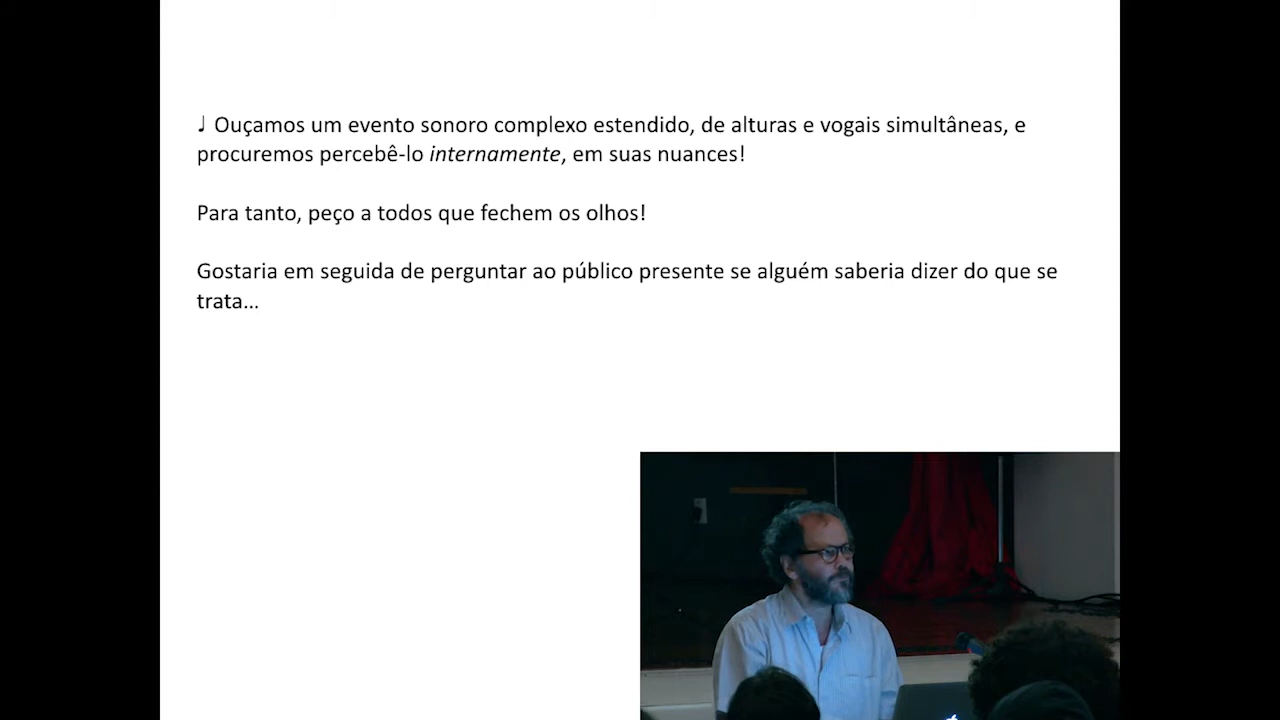 ♩ Ouçamos um evento sonoro complexo estendido, de alturas e vogais simultâneas, e
procuremos percebê-lo internamente, em suas nuances!
Para tanto, peço a todos que fechem os olhos!
Gostaria em seguida de perguntar ao público presente se alguém saberia dizer do que se
trata...